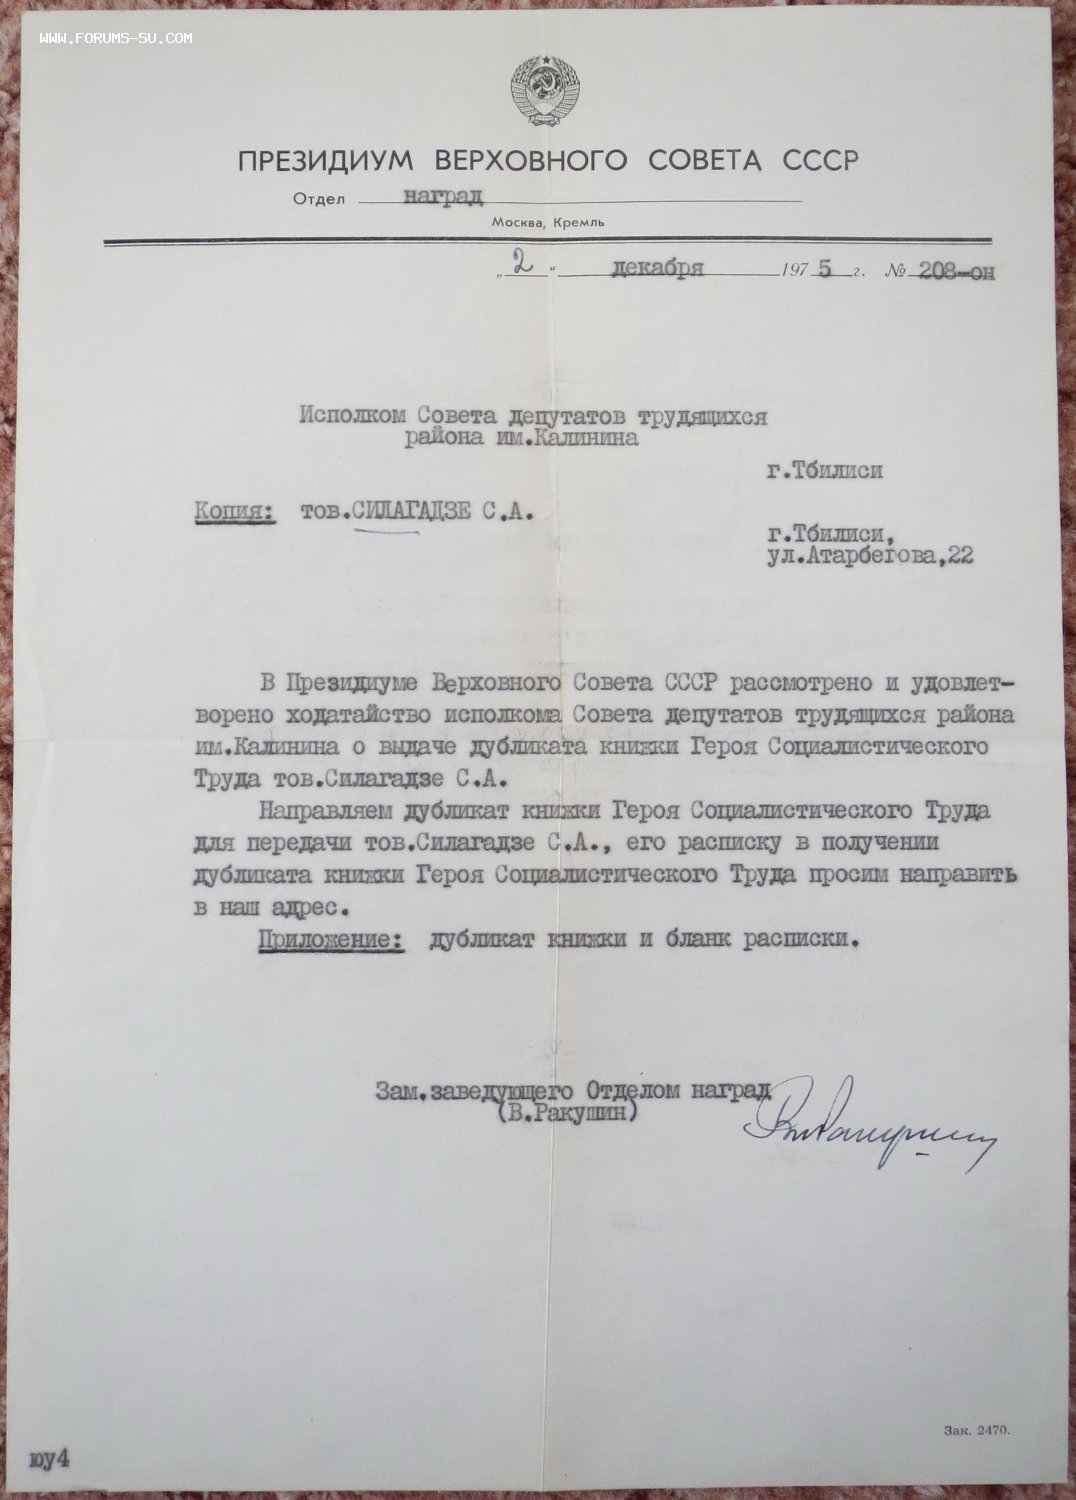 WWW.FORUMS-SU.COM
ПРЕЗИДИУМ ВЕРХОВНОГО СОВЕТА СССР
Отдел наград
Москва, Кремль
„2“ декабря 1975 г. № 208-он
Исполком Совета депутатов трудящихся
района им.Калинина
г.Тбилиси
Копия: тов.СИЛАГАДЗЕ С.А.
г.Тбилиси,
ул.Атарбегова,22
В Президиуме Верховного Совета СССР рассмотрено и удовлет-
ворено ходатайство исполкома Совета депутатов трудящихся района
им.Калинина о выдаче дубликата книжки Героя Социалистического
Труда тов.Силагадзе С.А.
Направляем дубликат книжки Героя Социалистического Труда
для передачи тов.Силагадзе С.А., его расписку в получении
дубликата книжки Героя Социалистического Труда просим направить
в наш адрес.
Приложение: дубликат книжки и бланк расписки.
Зам.заведующего Отделом наград
(В.Ракушин)
Зак. 2470.
юу4